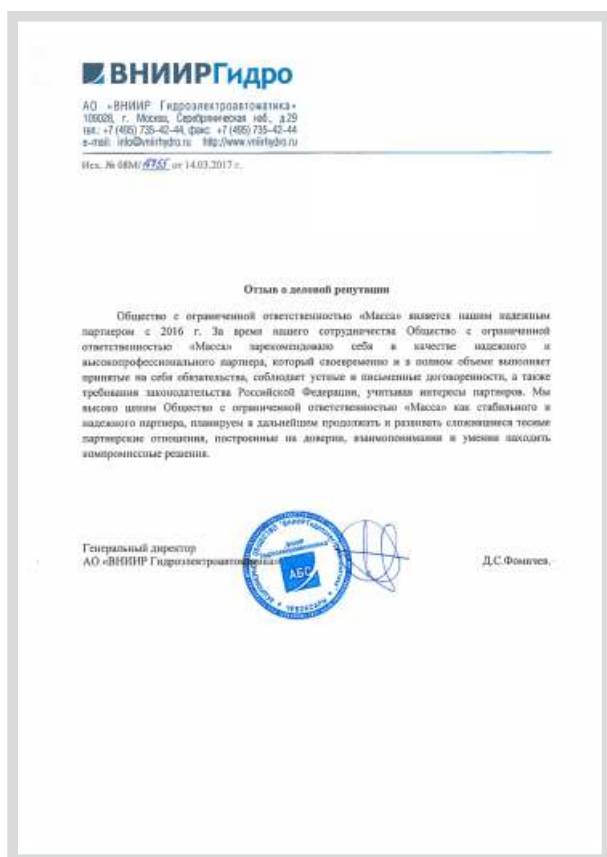 ВНИИРГидро
АО «ВНИИР Гидроэлектроавтоматика»
109028, г. Москва, Серебряническая наб., д.29
тел.: +7 (495) 735-42-44, факс: +7 (495) 735-42-44
e-mail: info@vniirhydro.ru http://www.vniirhydro.ru
Исх. № 08М/ от 14.03.2017 г.
Отзыв о деловой репутации
Общество с ограниченной ответственностью «Масса» является нашим надежным
партнером с 2016 г. За время нашего сотрудничества Общество с ограниченной
ответственностью «Масса» зарекомендовало себя в качестве надежного и
высокопрофессионального партнера, который своевременно и в полном объеме выполняет
принятые на себя обязательства, соблюдает устные и письменные договоренности, а также
требования законодательства Российской Федерации, учитывая интересы партнеров. Мы
высоко ценим Общество с ограниченной ответственностью «Масса» как стабильного и
надежного партнера, планируем в дальнейшем продолжать и развивать сложившиеся тесные
партнерские отношения, построенные на доверии, взаимопонимании и умении находить
компромиссные решения.
Генеральный директор
АО «ВНИИР Гидроэлектроавтоматика»
Д.С.Фомичев.
АБС